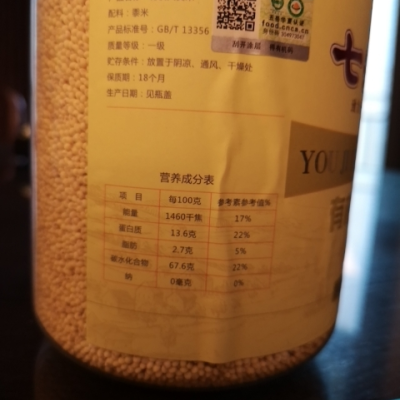 配料：黍米
产品标准号：GB/T 13356
质量等级：一级
贮存条件：放置于阴凉、通风、干燥处
保质期：18个月
生产日期：见瓶盖
七
YOU
有
营养成分表
项 目 每100克 营养素参考值%
能量 1460千焦 17%
蛋白质 13.6克 22%
脂肪 2.7克 5%
碳水化合物 67.6克 22%
钠 0毫克 0%